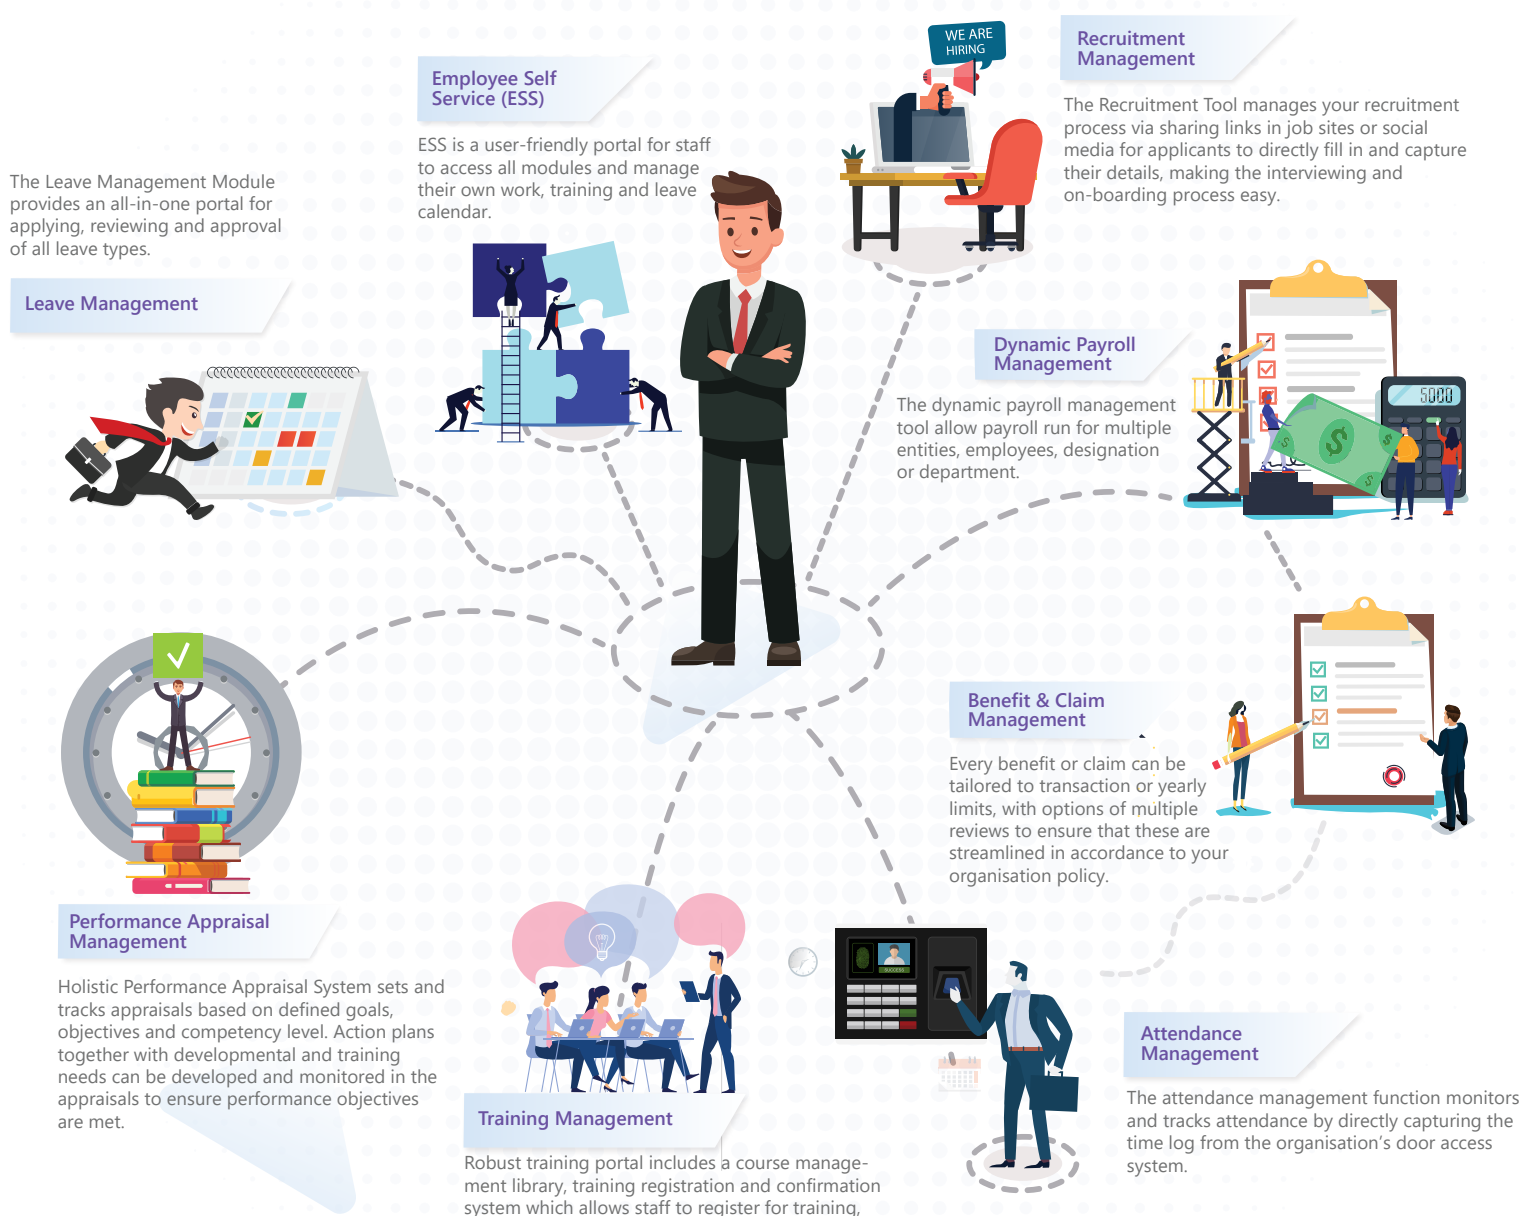 WE ARE
HIRING
Recruitment
Management
The Recruitment Tool manages your recruitment
process via sharing links in job sites or social
media for applicants to directly fill in and capture
their details, making the interviewing and
on-boarding process easy.
Employee Self
Service (ESS)
ESS is a user-friendly portal for staff
to access all modules and manage
their own work, training and leave
calendar.
The Leave Management Module
provides an all-in-one portal for
applying, reviewing and approval
of all leave types.
Leave Management
Dynamic Payroll
Management
The dynamic payroll management
tool allow payroll run for multiple
entities, employees, designation
or department.
5,000
Benefit & Claim
Management
Every benefit or claim can be
tailored to transaction or yearly
limits, with options of multiple
reviews to ensure that these are
streamlined in accordance to your
organisation policy.
Performance Appraisal
Management
Holistic Performance Appraisal System sets and
tracks appraisals based on defined goals,
objectives and competency level. Action plans
together with developmental and training
needs can be developed and monitored in the
appraisals to ensure performance objectives
are met.
SUCCESS
Training Management
Robust training portal includes a course manage-
ment library, training registration and confirmation
system which allows staff to register for training,
Attendance
Management
The attendance management function monitors
and tracks attendance by directly capturing the
time log from the organisation's door access
system.